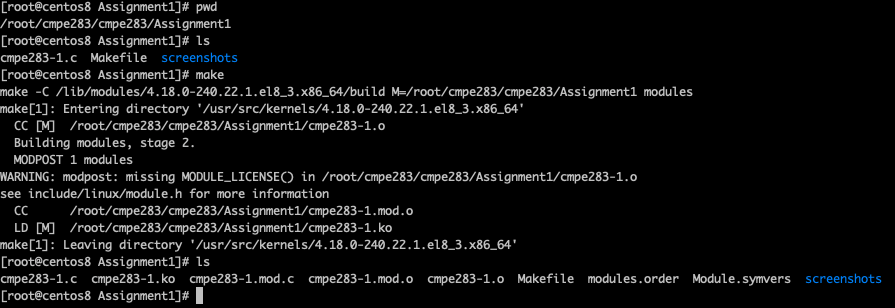 [root@centos8 Assignment1]# pwd
/root/cmpe283/cmpe283/Assignment1
[root@centos8 Assignment1]# ls
cmpe283-1.c  Makefile  screenshots
[root@centos8 Assignment1]# make
make -C /lib/modules/4.18.0-240.22.1.el8_3.x86_64/build M=/root/cmpe283/cmpe283/Assignment1 modules
make[1]: Entering directory '/usr/src/kernels/4.18.0-240.22.1.el8_3.x86_64'
  CC [M]  /root/cmpe283/cmpe283/Assignment1/cmpe283-1.o
  Building modules, stage 2.
  MODPOST 1 modules
WARNING: modpost: missing MODULE_LICENSE() in /root/cmpe283/cmpe283/Assignment1/cmpe283-1.o
see include/linux/module.h for more information
  CC      /root/cmpe283/cmpe283/Assignment1/cmpe283-1.mod.o
  LD [M]  /root/cmpe283/cmpe283/Assignment1/cmpe283-1.ko
make[1]: Leaving directory '/usr/src/kernels/4.18.0-240.22.1.el8_3.x86_64'
[root@centos8 Assignment1]# ls
cmpe283-1.c  cmpe283-1.ko  cmpe283-1.mod.c  cmpe283-1.mod.o  cmpe283-1.o  Makefile  modules.order  Module.symvers  screenshots
[root@centos8 Assignment1]#